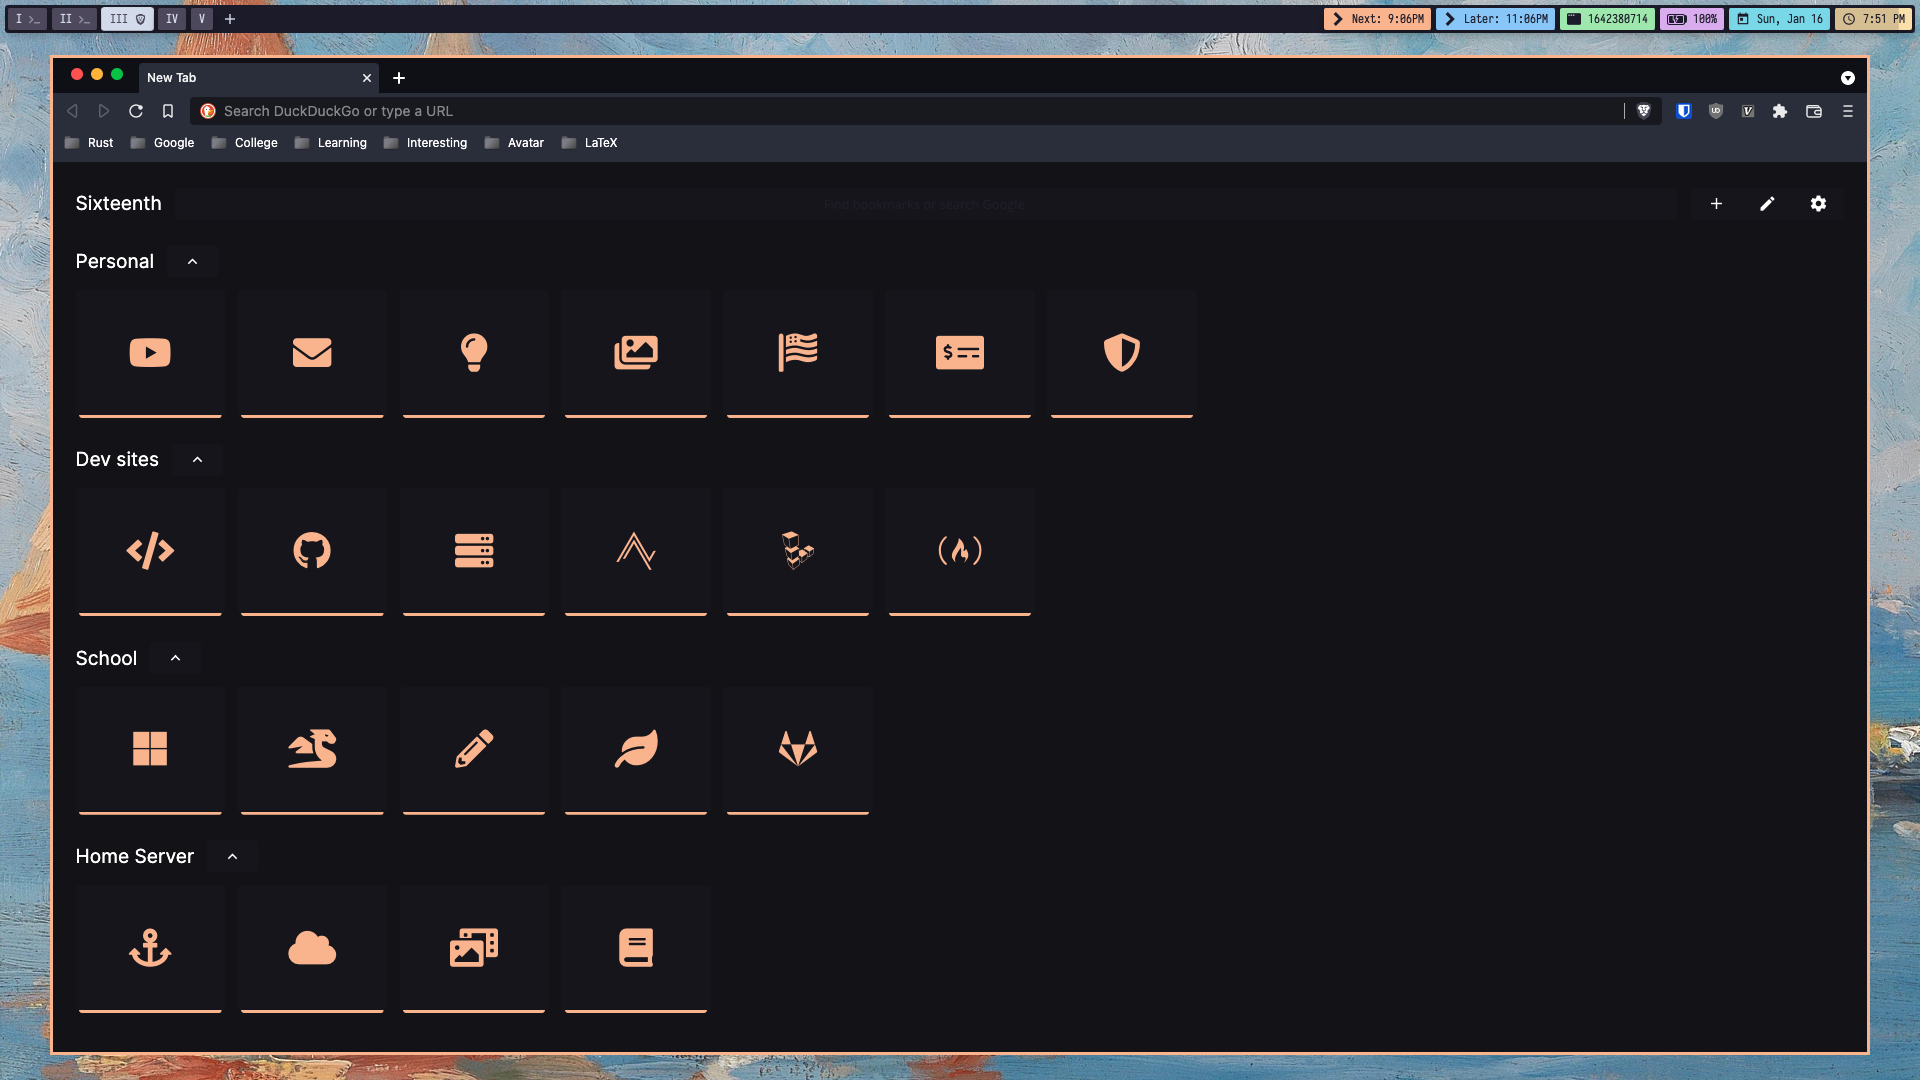 I >_ II >_ III IV V +
Next: 9:06PM Later: 11:06PM 1642380714 100% Sun, Jan 16 7:51 PM
New Tab
Search DuckDuckGo or type a URL
Rust Google College Learning Interesting Avatar LaTeX
Sixteenth Find bookmarks or search Google
Personal
Dev sites
School
Home Server